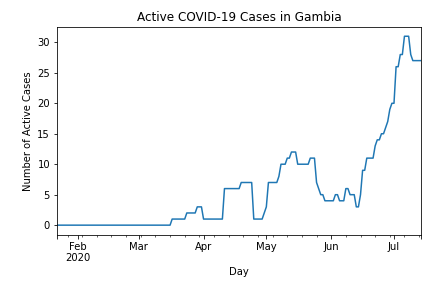 Active COVID-19 Cases in Gambia
Number of Active Cases
30
25
20
15
10
5
0
Feb
2020
Mar
Apr
May
Jun
Jul
Day